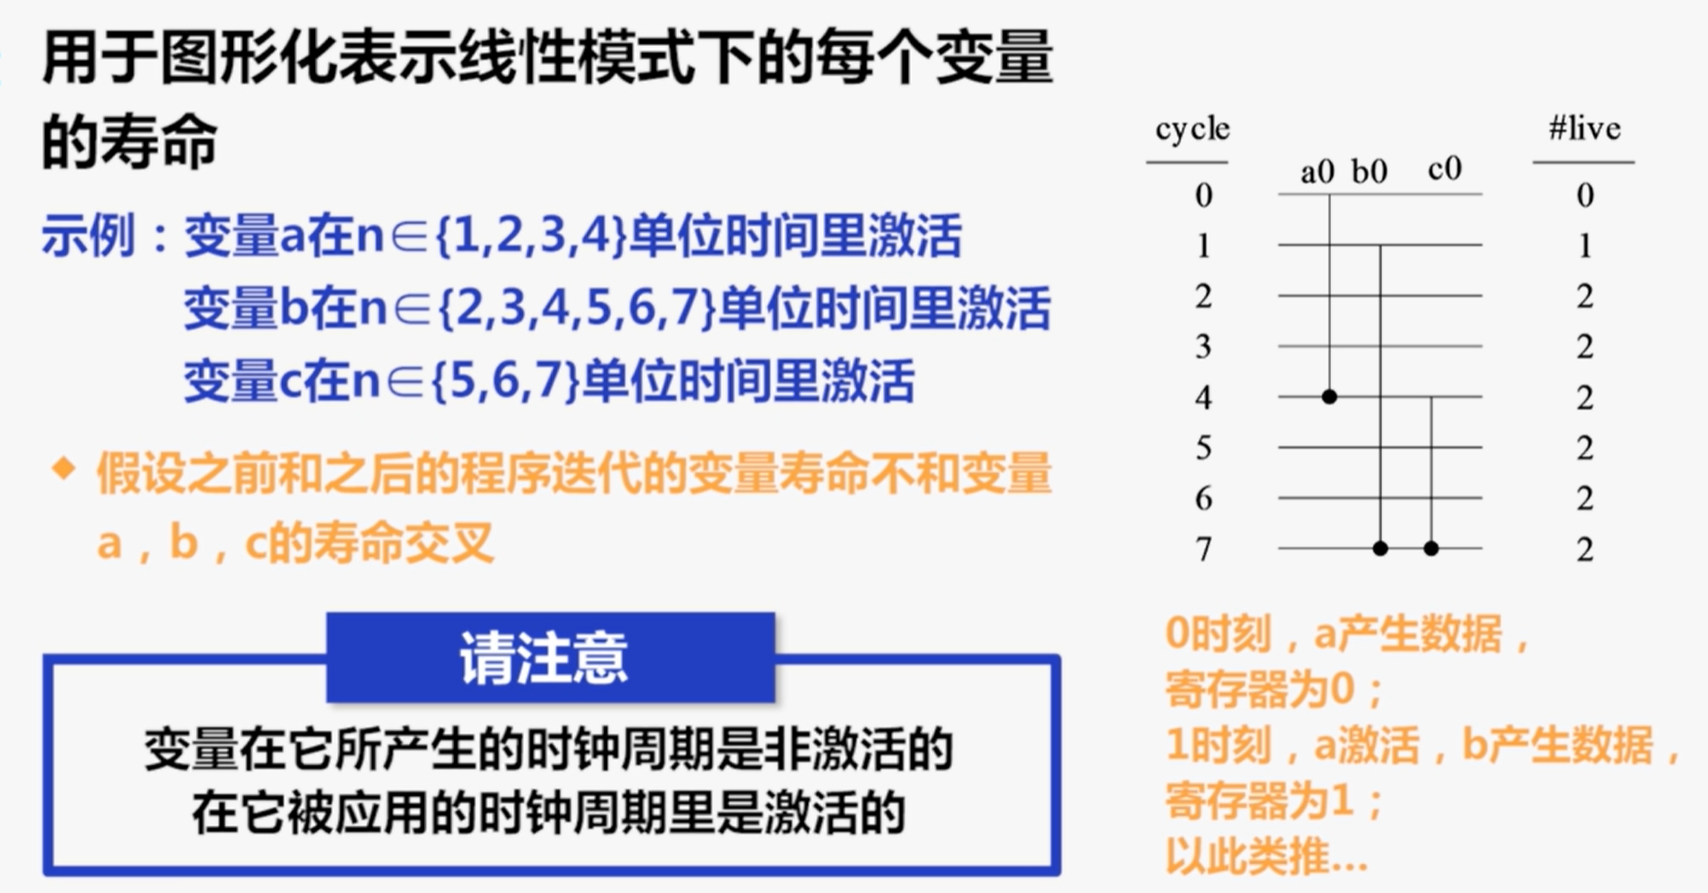 用于图形化表示线性模式下的每个变量
的寿命
示例：变量a在n∈{1,2,3,4}单位时间里激活
变量b在n∈{2,3,4,5,6,7}单位时间里激活
变量c在n∈{5,6,7}单位时间里激活
假设之前和之后的程序迭代的变量寿命不和变量
a，b，c的寿命交叉
请注意
变量在它所产生的时钟周期是非激活的
在它被应用的时钟周期里是激活的
cycle #live
a0 b0 c0
0 0
1 1
2 2
3 2
4 2
5 2
6 2
7 2
0时刻，a产生数据，
寄存器为0；
1时刻，a激活，b产生数据，
寄存器为1；
以此类推...